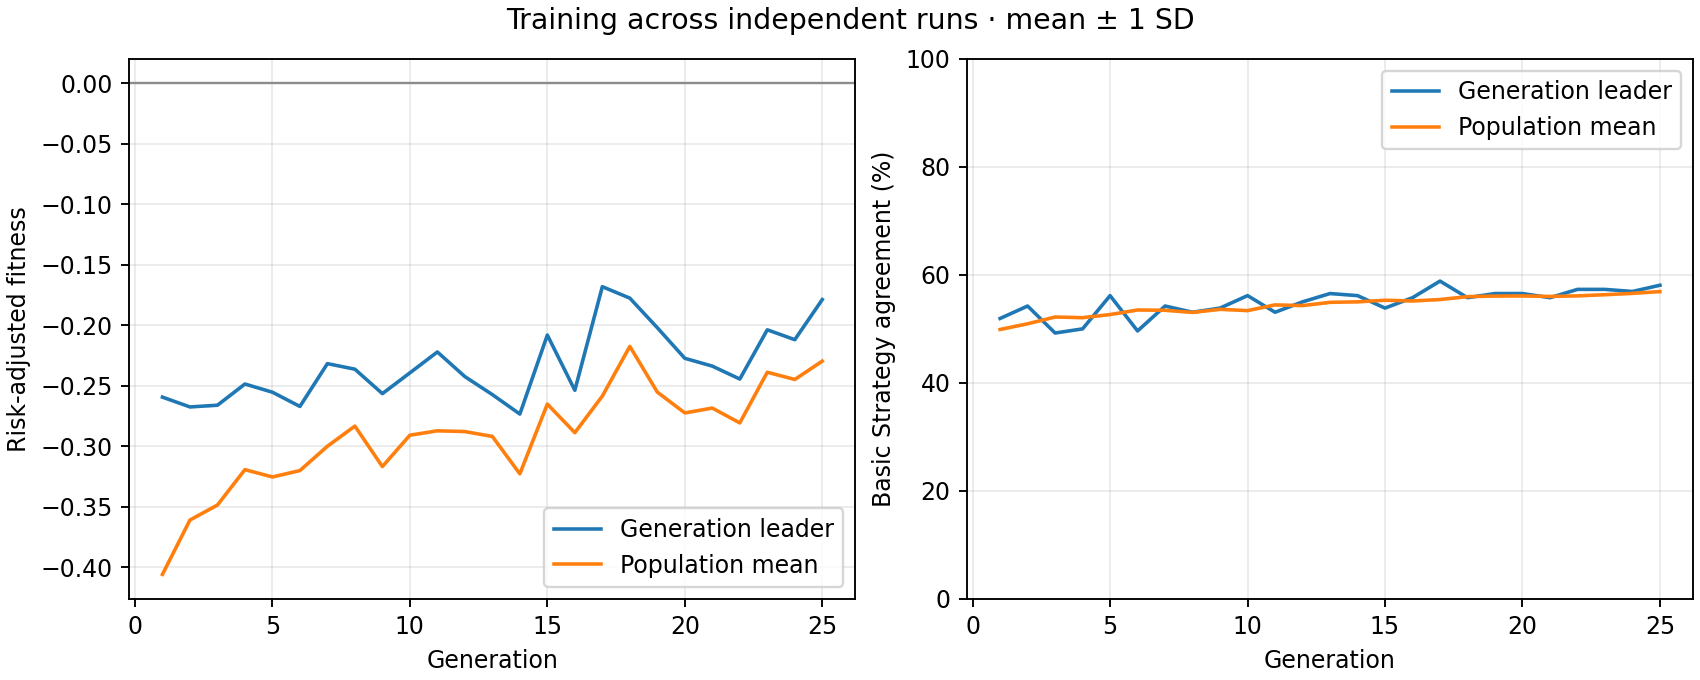 Training across independent runs · mean ± 1 SD
Risk-adjusted fitness
0.00
−0.05
−0.10
−0.15
−0.20
−0.25
−0.30
−0.35
−0.40
Generation leader
Population mean
0 5 10 15 20 25
Generation
Basic Strategy agreement (%)
100
80
60
40
20
0
Generation leader
Population mean
0 5 10 15 20 25
Generation